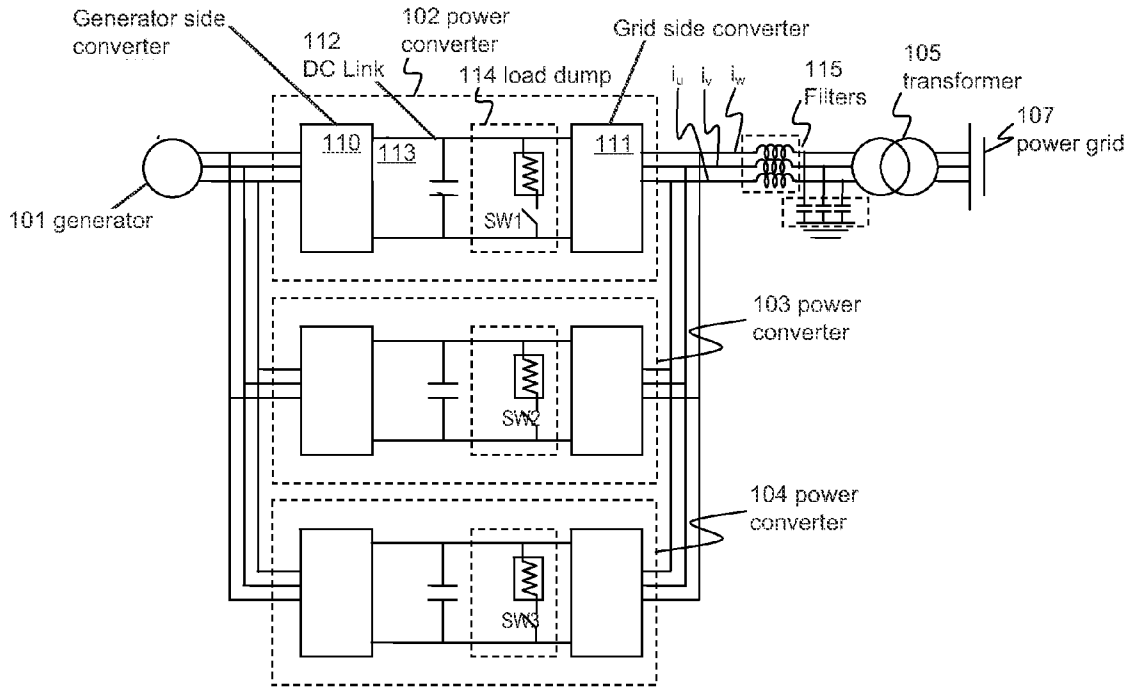 Generator side
converter
102 power
converter
112
DC Link
114 load dump
Grid side converter
iu
iv
iw
115
Filters
105
transformer
107
power grid
110
113
111
SW1
101 generator
103 power
converter
SW2
104 power
converter
SW3